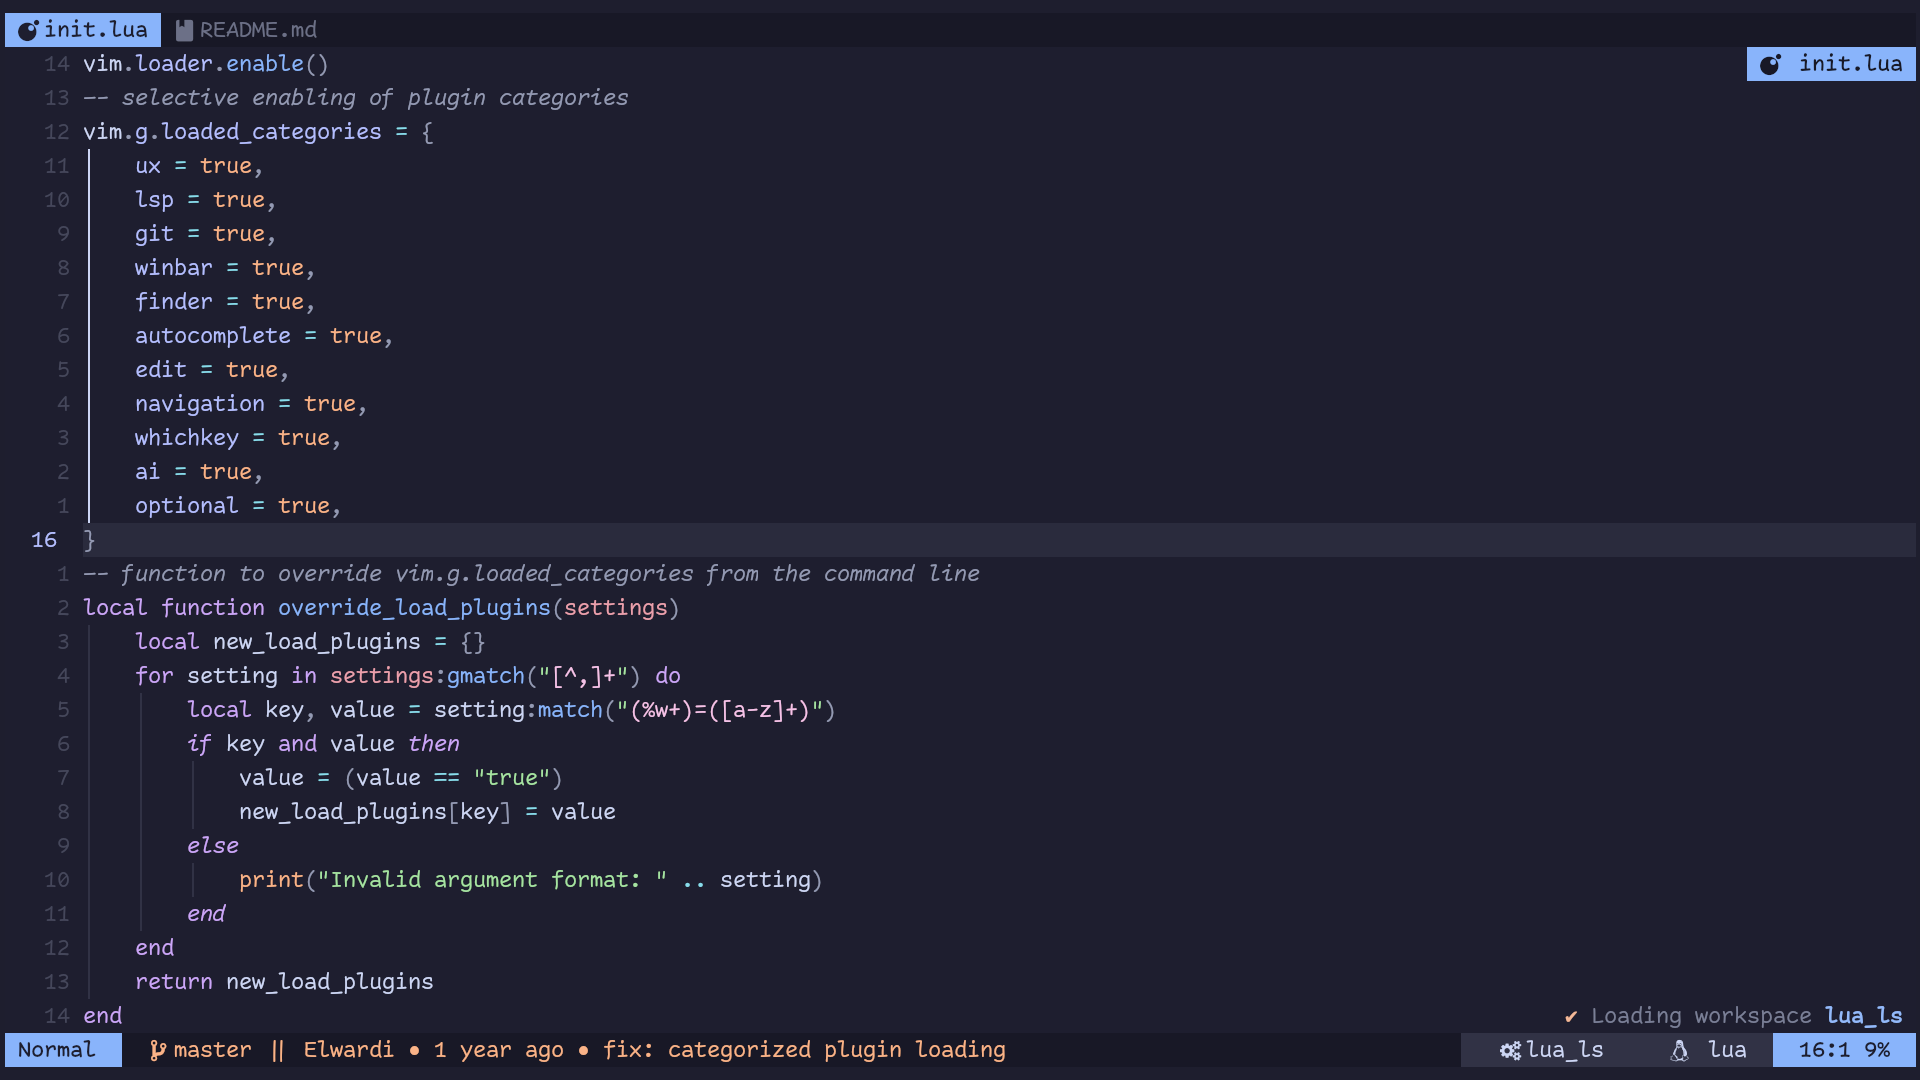 init.lua README.md
14 vim.loader.enable() init.lua
13 -- selective enabling of plugin categories
12 vim.g.loaded_categories = {
11     ux = true,
10     lsp = true,
9     git = true,
8     winbar = true,
7     finder = true,
6     autocomplete = true,
5     edit = true,
4     navigation = true,
3     whichkey = true,
2     ai = true,
1     optional = true,
16 }
1 -- function to override vim.g.loaded_categories from the command line
2 local function override_load_plugins(settings)
3     local new_load_plugins = {}
4     for setting in settings:gmatch("[^,]+") do
5         local key, value = setting:match("(%w+)=([a-z]+)")
6         if key and value then
7             value = (value == "true")
8             new_load_plugins[key] = value
9         else
10             print("Invalid argument format: " .. setting)
11         end
12     end
13     return new_load_plugins
14 end ✔ Loading workspace lua_ls
Normal master || Elwardi • 1 year ago • fix: categorized plugin loading lua_ls lua 16:1 9%